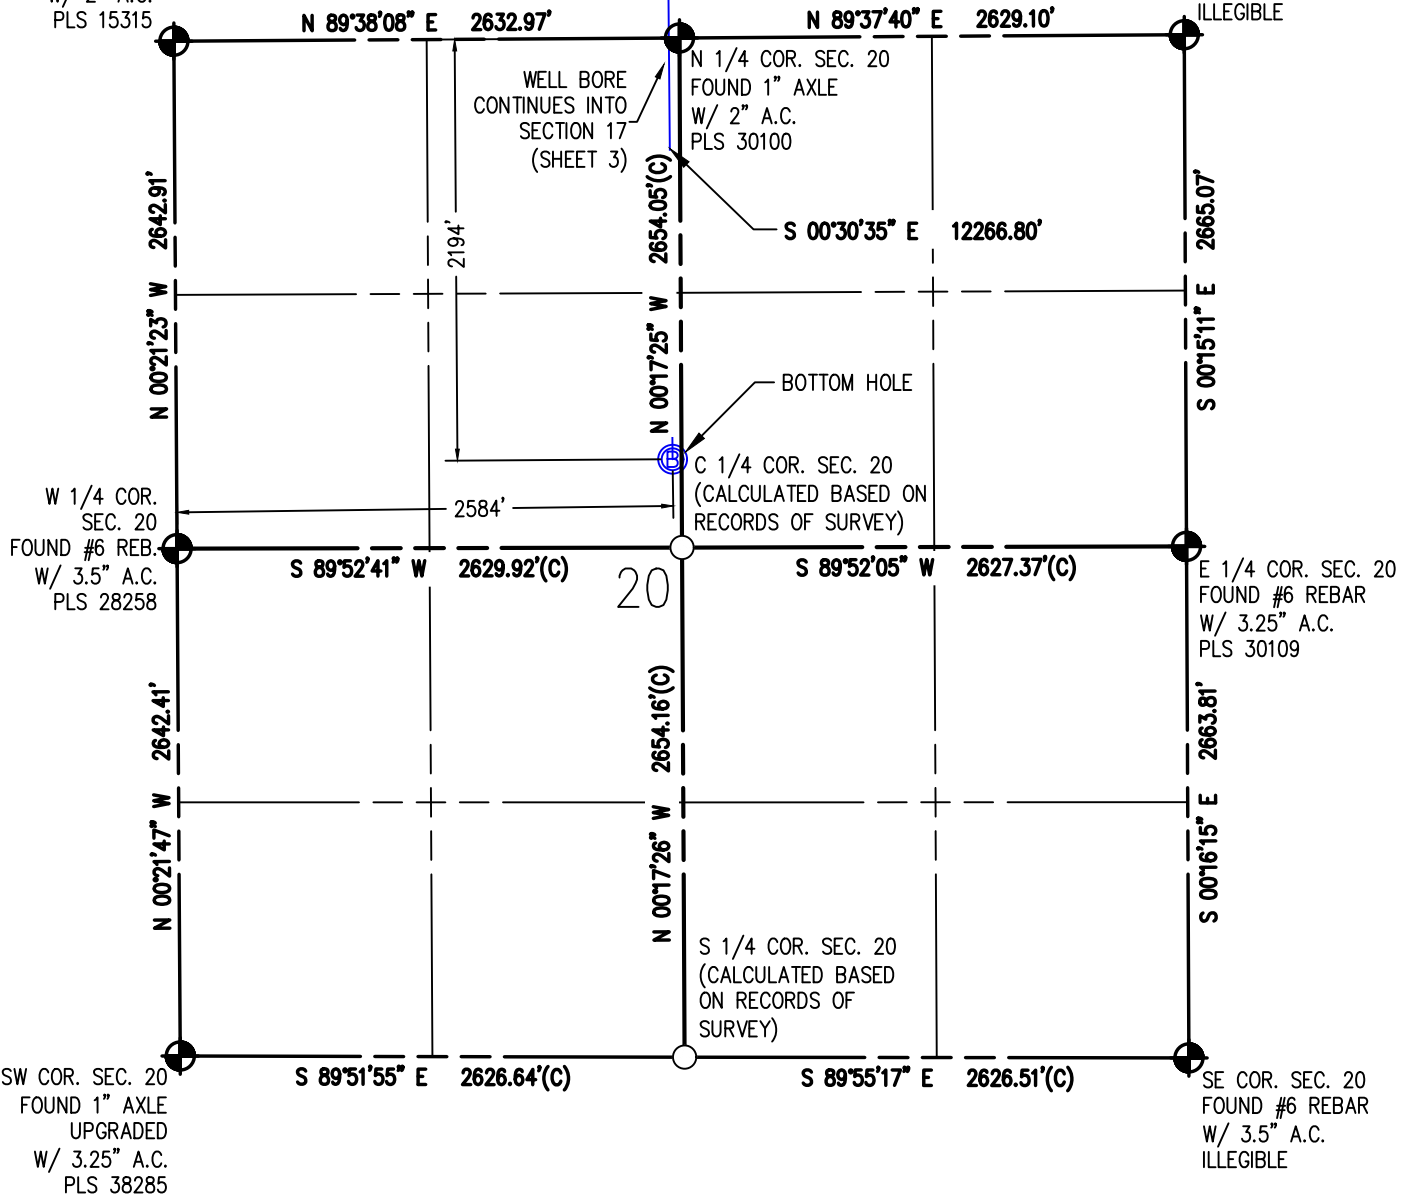 W/ 2" A.C.
PLS 15315
N 89°38'08" E 2632.97'
N 89°37'40" E 2629.10'
ILLEGIBLE
N 1/4 COR. SEC. 20
FOUND 1" AXLE
W/ 2" A.C.
PLS 30100
WELL BORE
CONTINUES INTO
SECTION 17
(SHEET 3)
N 00°21'23" W 2642.91'
2194'
N 00°17'25" W 2654.05'(C)
S 00°30'35" E 12266.80'
S 00°15'11" E 2665.07'
BOTTOM HOLE
B
C 1/4 COR. SEC. 20
(CALCULATED BASED ON
RECORDS OF SURVEY)
W 1/4 COR.
SEC. 20
FOUND #6 REB.
W/ 3.5" A.C.
PLS 28258
2584'
S 89°52'41" W 2629.92'(C)
S 89°52'05" W 2627.37'(C)
20
E 1/4 COR. SEC. 20
FOUND #6 REBAR
W/ 3.25" A.C.
PLS 30109
N 00°21'47" W 2642.41'
N 00°17'26" W 2654.16'(C)
S 00°16'15" E 2663.81'
S 1/4 COR. SEC. 20
(CALCULATED BASED
ON RECORDS OF
SURVEY)
SW COR. SEC. 20
FOUND 1" AXLE
UPGRADED
W/ 3.25" A.C.
PLS 38285
S 89°51'55" E 2626.64'(C)
S 89°55'17" E 2626.51'(C)
SE COR. SEC. 20
FOUND #6 REBAR
W/ 3.5" A.C.
ILLEGIBLE